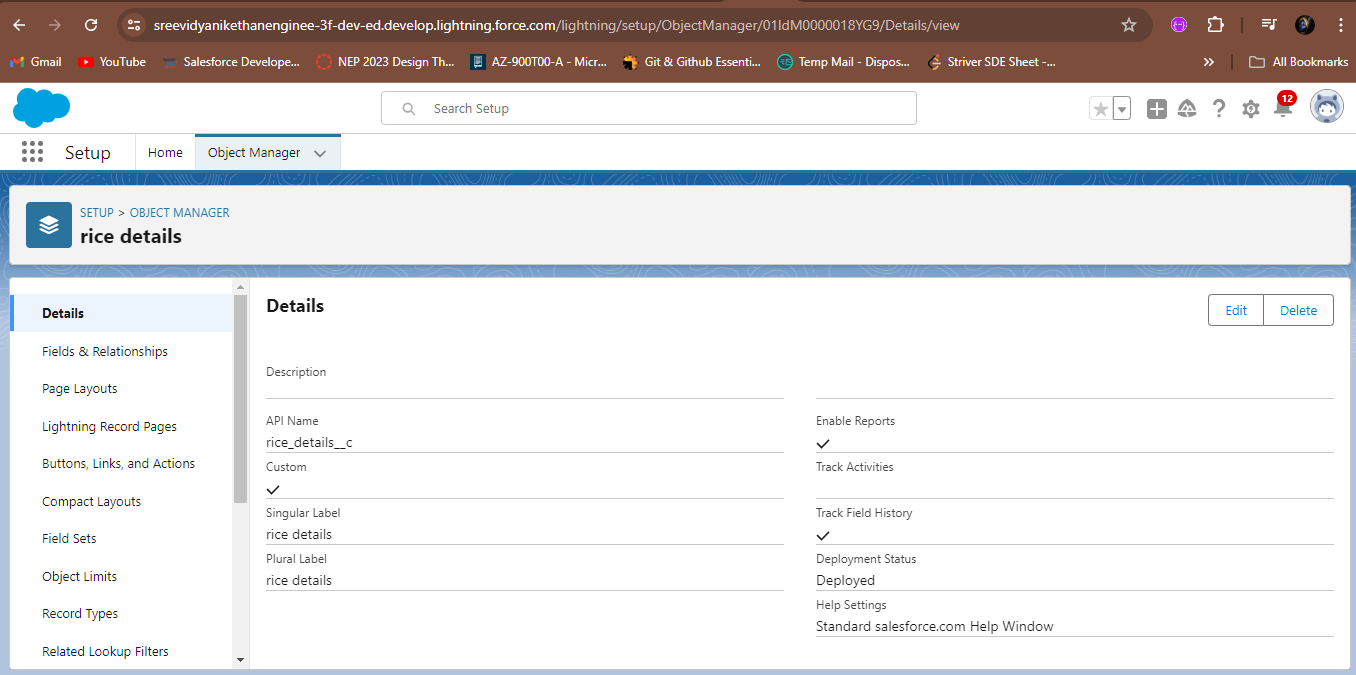 sreevidyanikethanenginee-3f-dev-ed.develop.lightning.force.com/lightning/setup/ObjectManager/01IdM0000018YG9/Details/view
Gmail YouTube Salesforce Develope... NEP 2023 Design Th... AZ-900T00-A - Micr... Git & Github Essenti... Temp Mail - Dispos... Striver SDE Sheet -... » All Bookmarks
Search Setup
12
Setup Home Object Manager
SETUP > OBJECT MANAGER
rice details
Details
Fields & Relationships
Page Layouts
Lightning Record Pages
Buttons, Links, and Actions
Compact Layouts
Field Sets
Object Limits
Record Types
Related Lookup Filters
Details
Edit Delete
Description
API Name
rice_details__c
Custom
Singular Label
rice details
Plural Label
rice details
Enable Reports
Track Activities
Track Field History
Deployment Status
Deployed
Help Settings
Standard salesforce.com Help Window